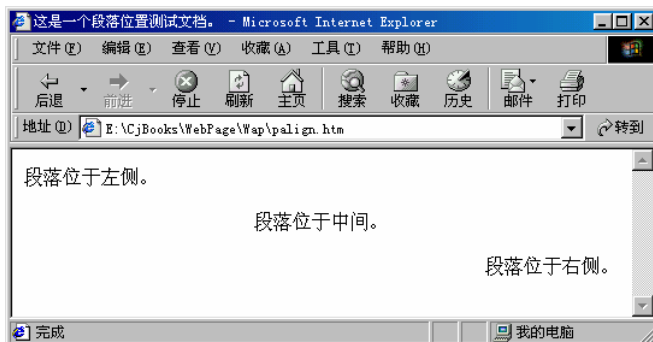 这是一个段落位置测试文档。 - Microsoft Internet Explorer
文件(F) 编辑(E) 查看(V) 收藏(A) 工具(T) 帮助(H)
后退 前进 停止 刷新 主页 搜索 收藏 历史 邮件 打印
地址(D) E:\CjBooks\WebPage\Wap\palign.htm 转到
段落位于左侧。
段落位于中间。
段落位于右侧。
完成 我的电脑